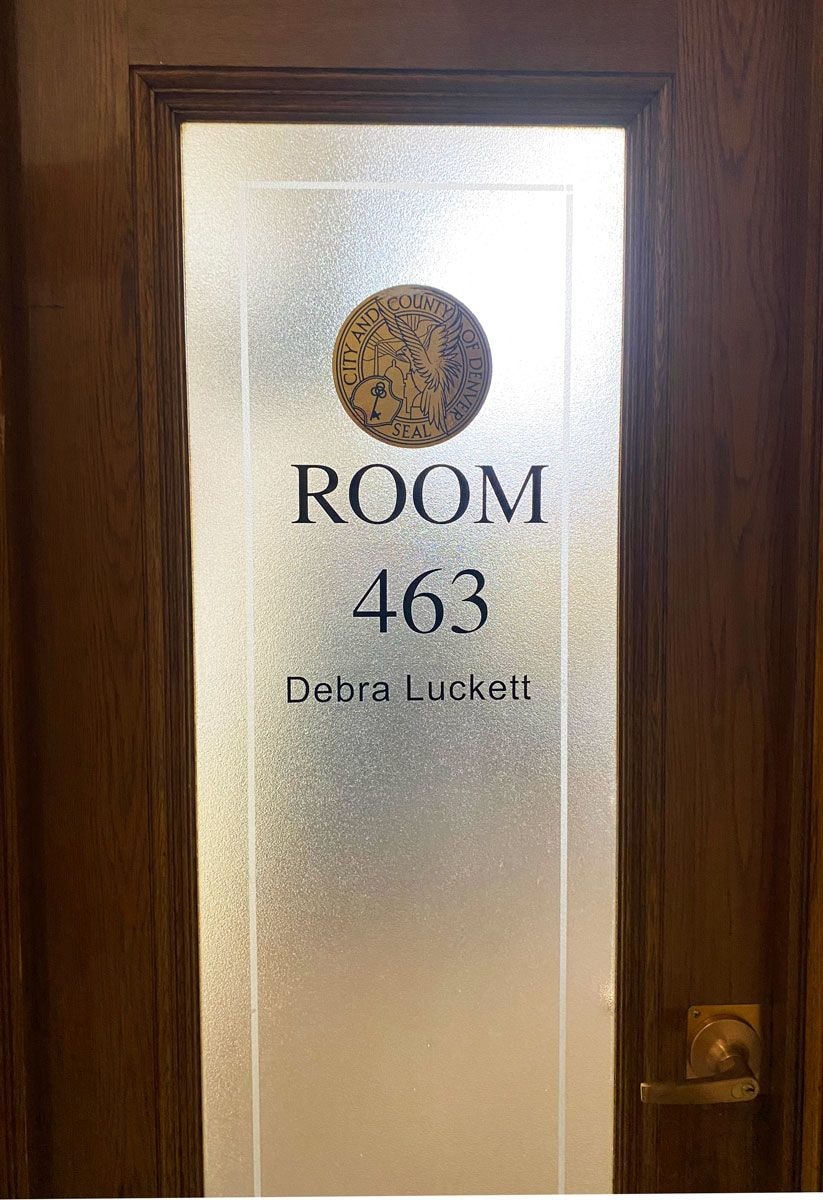 CITY AND COUNTY OF DENVER
SEAL
ROOM
463
Debra Luckett